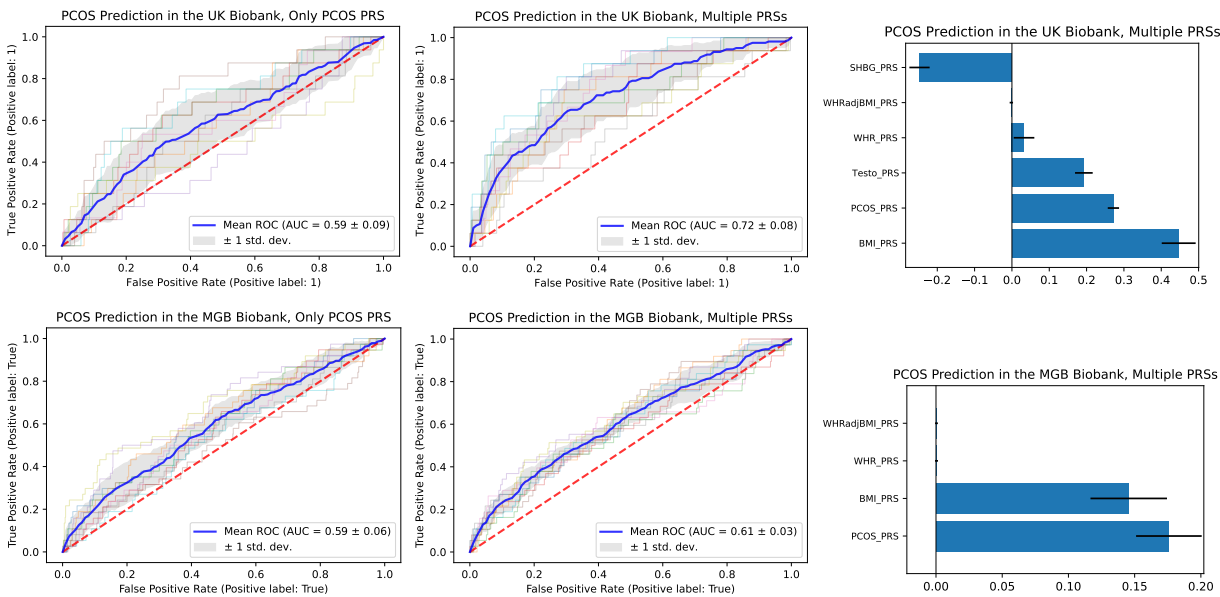 PCOS Prediction in the UK Biobank, Only PCOS PRS
True Positive Rate (Positive label: 1)
1.0
0.8
0.6
0.4
0.2
0.0
Mean ROC (AUC = 0.59 ± 0.09)
± 1 std. dev.
0.0 0.2 0.4 0.6 0.8 1.0
False Positive Rate (Positive label: 1)
PCOS Prediction in the UK Biobank, Multiple PRSs
True Positive Rate (Positive label: 1)
1.0
0.8
0.6
0.4
0.2
0.0
Mean ROC (AUC = 0.72 ± 0.08)
± 1 std. dev.
0.0 0.2 0.4 0.6 0.8 1.0
False Positive Rate (Positive label: 1)
PCOS Prediction in the UK Biobank, Multiple PRSs
SHBG_PRS
WHRadjBMI_PRS
WHR_PRS
Testo_PRS
PCOS_PRS
BMI_PRS
−0.2 −0.1 0.0 0.1 0.2 0.3 0.4 0.5
PCOS Prediction in the MGB Biobank, Only PCOS PRS
True Positive Rate (Positive label: True)
1.0
0.8
0.6
0.4
0.2
0.0
Mean ROC (AUC = 0.59 ± 0.06)
± 1 std. dev.
0.0 0.2 0.4 0.6 0.8 1.0
False Positive Rate (Positive label: True)
PCOS Prediction in the MGB Biobank, Multiple PRSs
True Positive Rate (Positive label: True)
1.0
0.8
0.6
0.4
0.2
0.0
Mean ROC (AUC = 0.61 ± 0.03)
± 1 std. dev.
0.0 0.2 0.4 0.6 0.8 1.0
False Positive Rate (Positive label: True)
PCOS Prediction in the MGB Biobank, Multiple PRSs
WHRadjBMI_PRS
WHR_PRS
BMI_PRS
PCOS_PRS
0.00 0.05 0.10 0.15 0.20